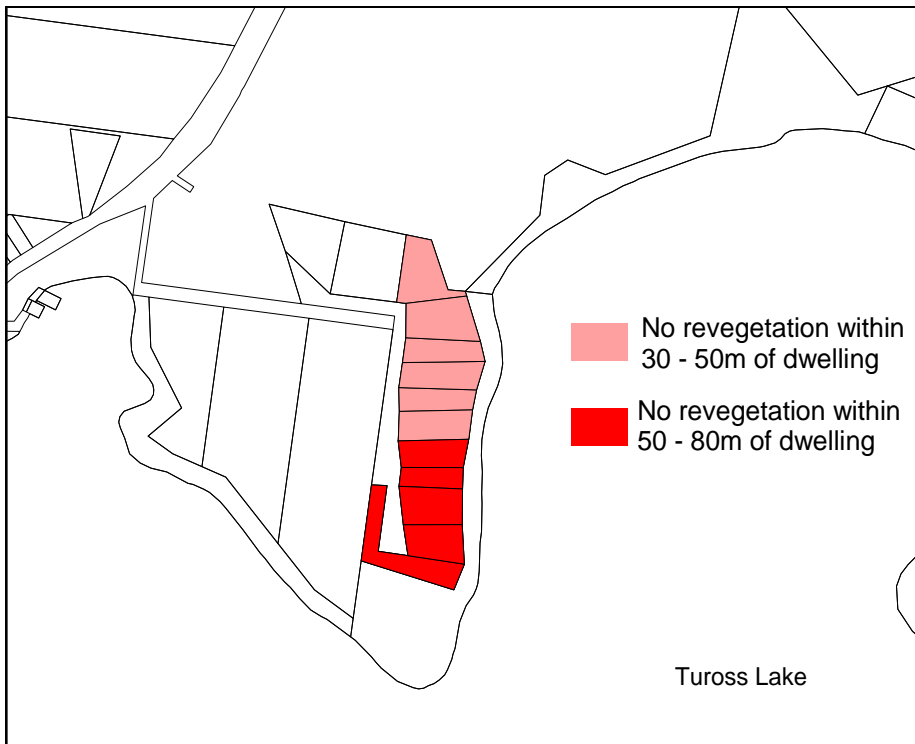 No revegetation within
30 - 50m of dwelling
No revegetation within
50 - 80m of dwelling
Tuross Lake